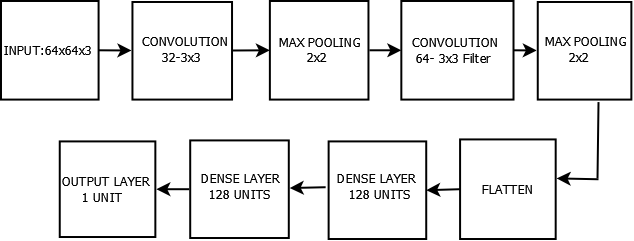 INPUT:64x64x3
CONVOLUTION
32-3x3
MAX POOLING
2x2
CONVOLUTION
64- 3x3 Filter
MAX POOLING
2x2
FLATTEN
DENSE LAYER
128 UNITS
DENSE LAYER
128 UNITS
OUTPUT LAYER
1 UNIT